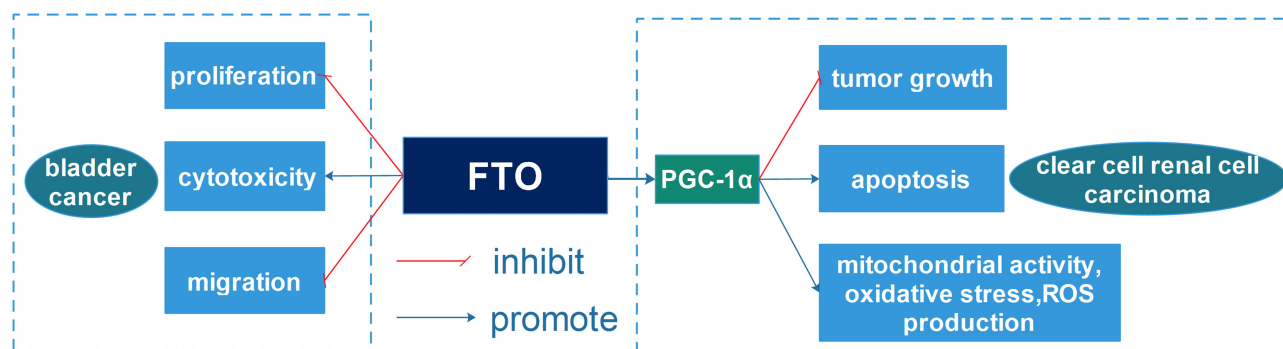 proliferation
bladder
cancer
cytotoxicity
migration
FTO
inhibit
promote
PGC-1α
tumor growth
apoptosis
clear cell renal cell
carcinoma
mitochondrial activity,
oxidative stress,ROS
production